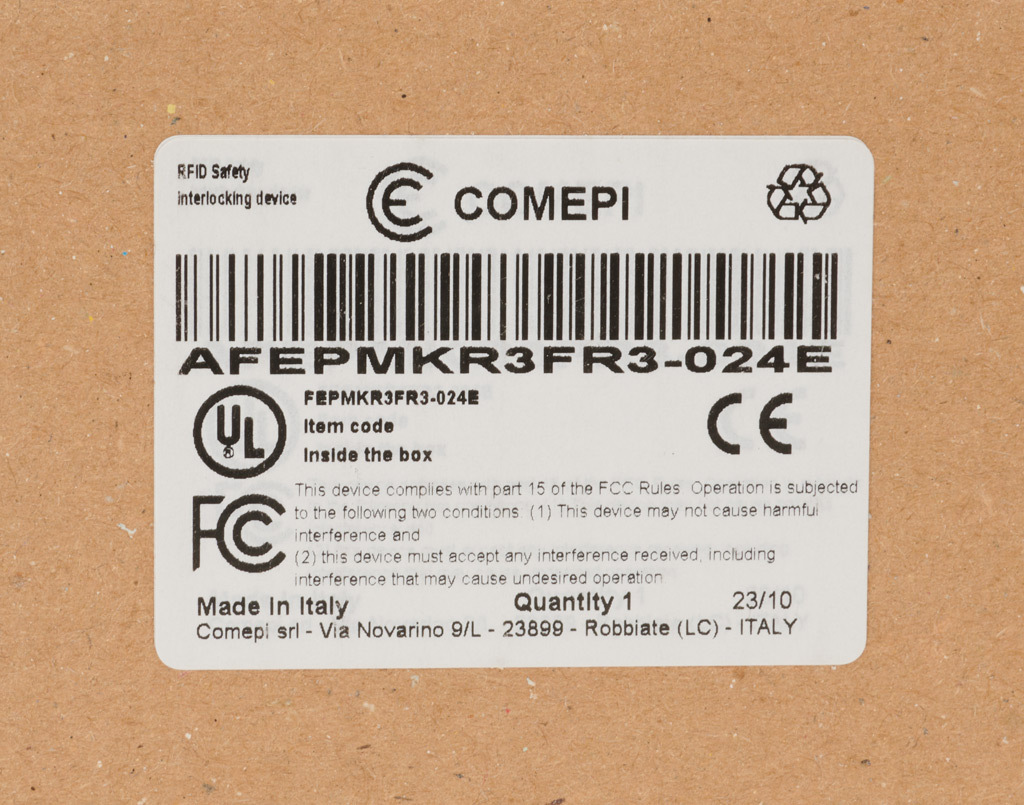 RFID Safety
interlocking device
COMEPI
AFEPMKR3FR3-024E
UL
FEPMKR3FR3-024E
Item code
Inside the box
CE
FC
This device complies with part 15 of the FCC Rules. Operation is subjected
to the following two conditions: (1) This device may not cause harmful
interference and
(2) this device must accept any interference received, including
interference that may cause undesired operation
Made in Italy Quantity 1 23/10
Comepi srl - Via Novarino 9/L - 23899 - Robbiate (LC) - ITALY